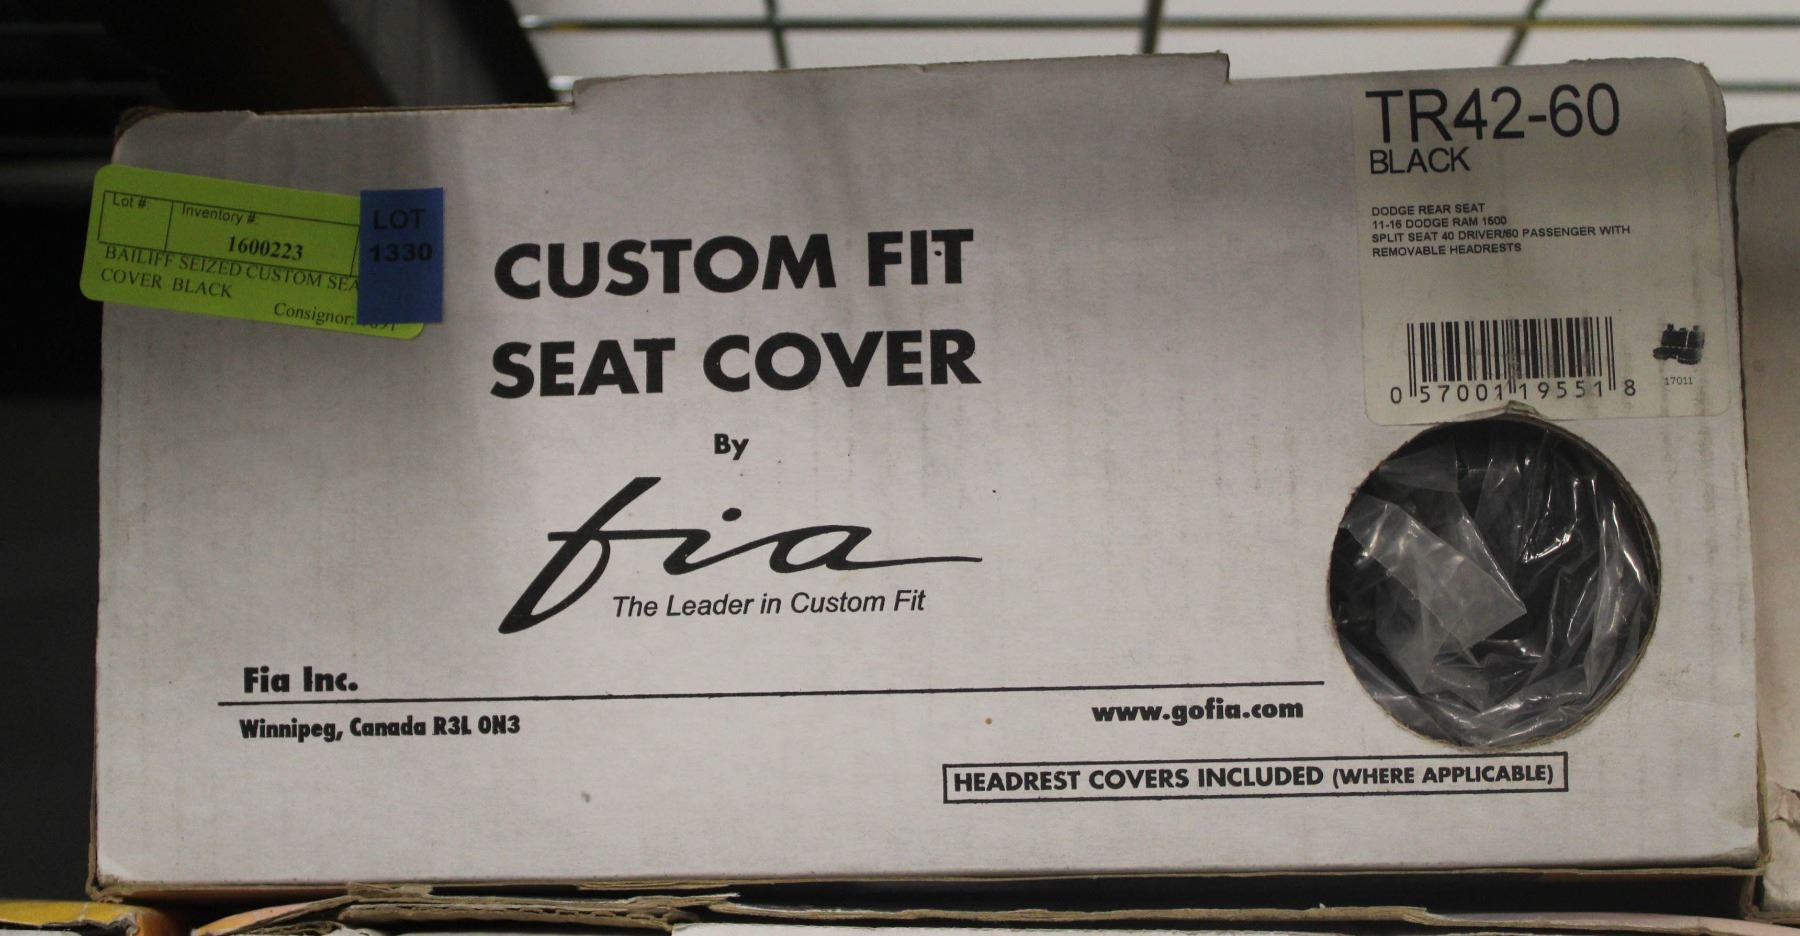 Lot #:
Inventory #
1600223
BAILIFF SEIZED CUSTOM SEA
COVER BLACK
Consignor:
LOT
1330
CUSTOM FIT
SEAT COVER
By
fia
The Leader in Custom Fit
Fia Inc.
Winnipeg, Canada R3L 0N3
www.gofia.com
HEADREST COVERS INCLUDED (WHERE APPLICABLE)
TR42-60
BLACK
DODGE REAR SEAT
11-16 DODGE RAM 1500
SPLIT SEAT 40 DRIVER/60 PASSENGER WITH
REMOVABLE HEADRESTS
0 57001 19551 8
17011